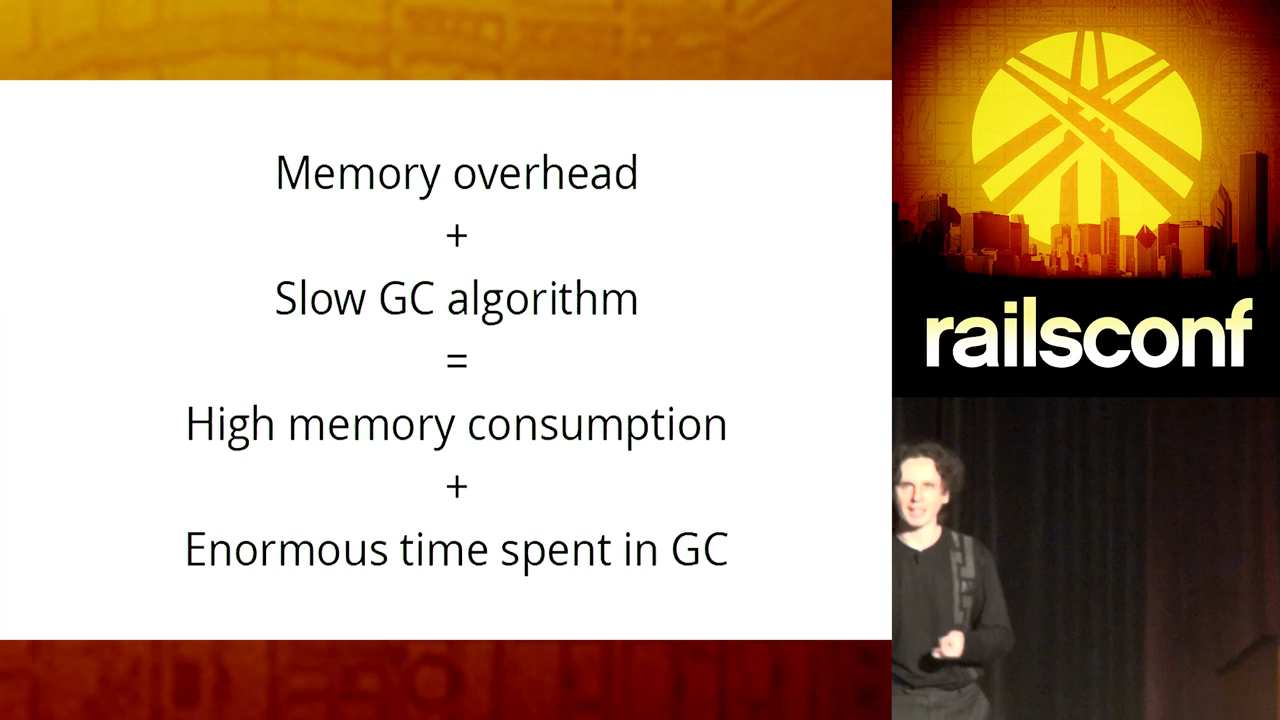 Memory overhead
+
Slow GC algorithm
=
High memory consumption
+
Enormous time spent in GC
railsconf